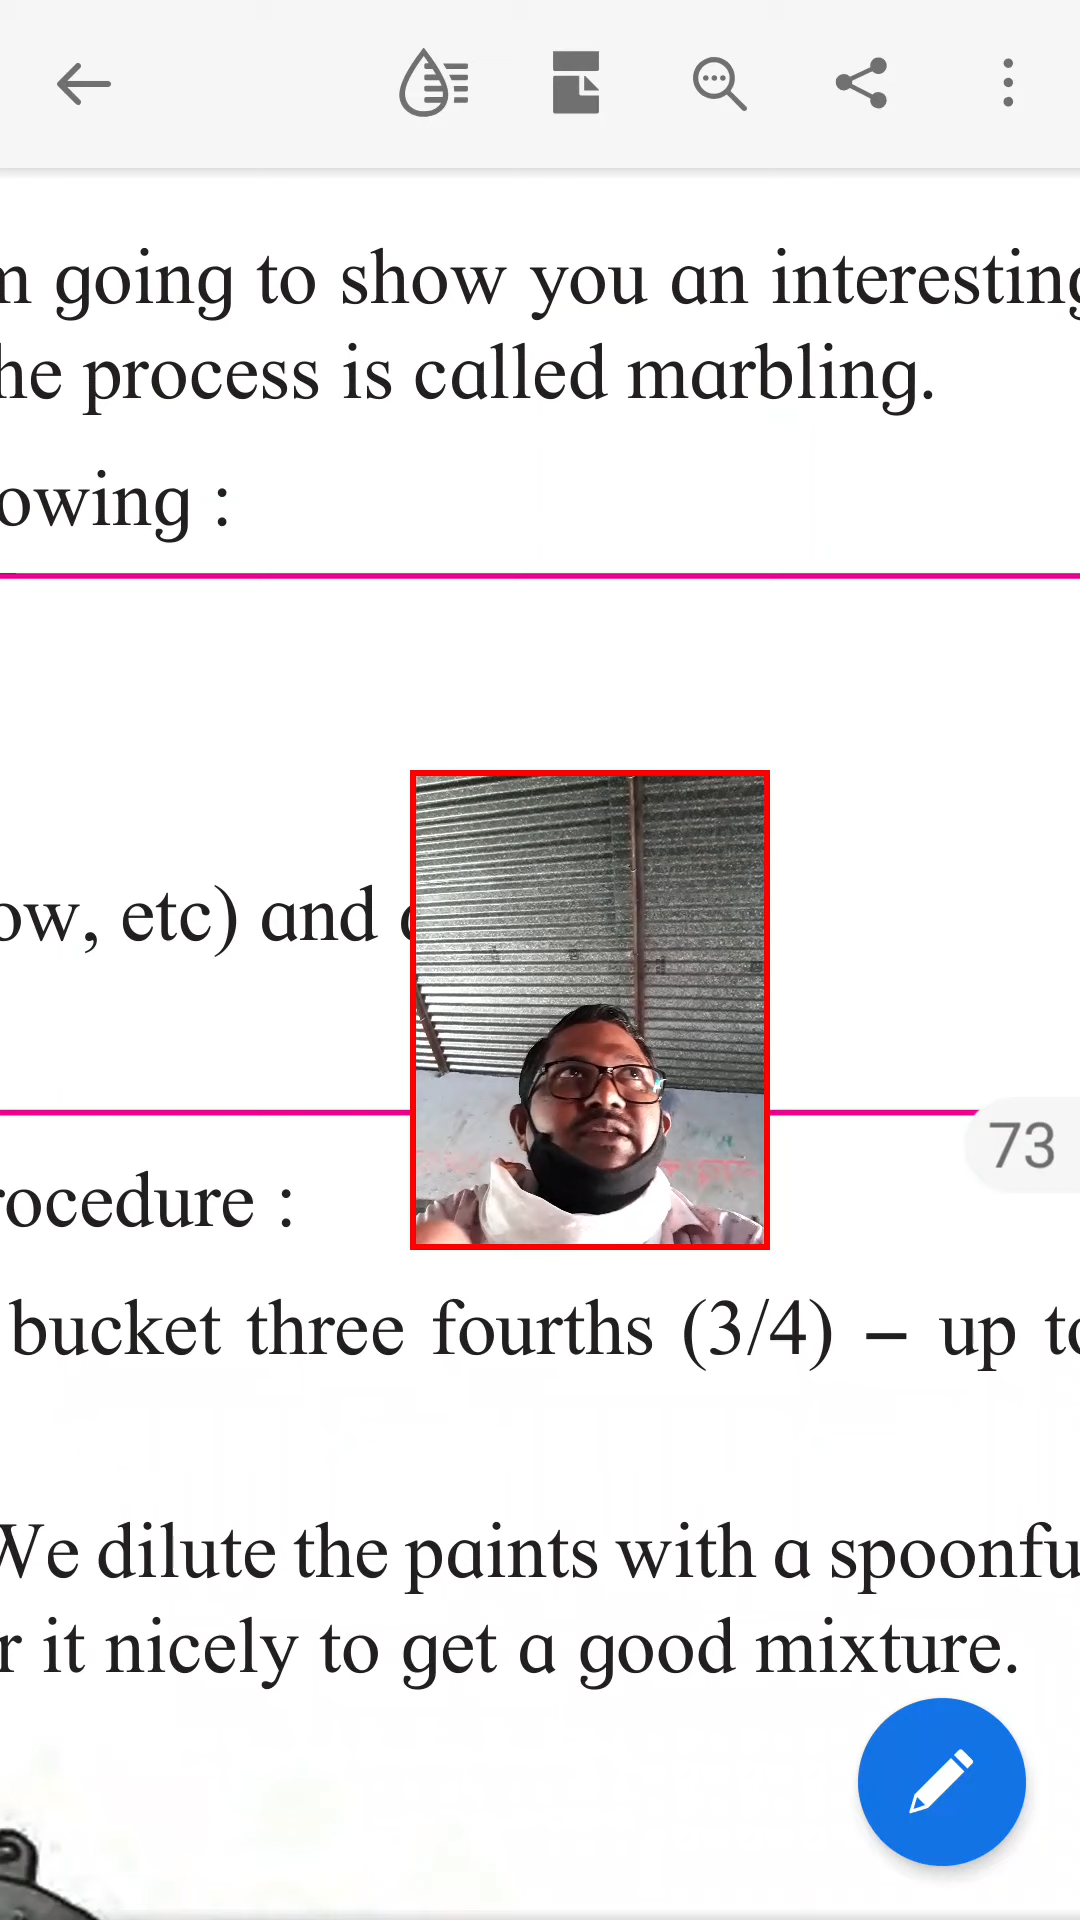 m going to show you an interesting
he process is called marbling.
owing :
ow, etc) and
73
rocedure :
bucket three fourths (3/4) – up to
We dilute the paints with a spoonfu
r it nicely to get a good mixture.